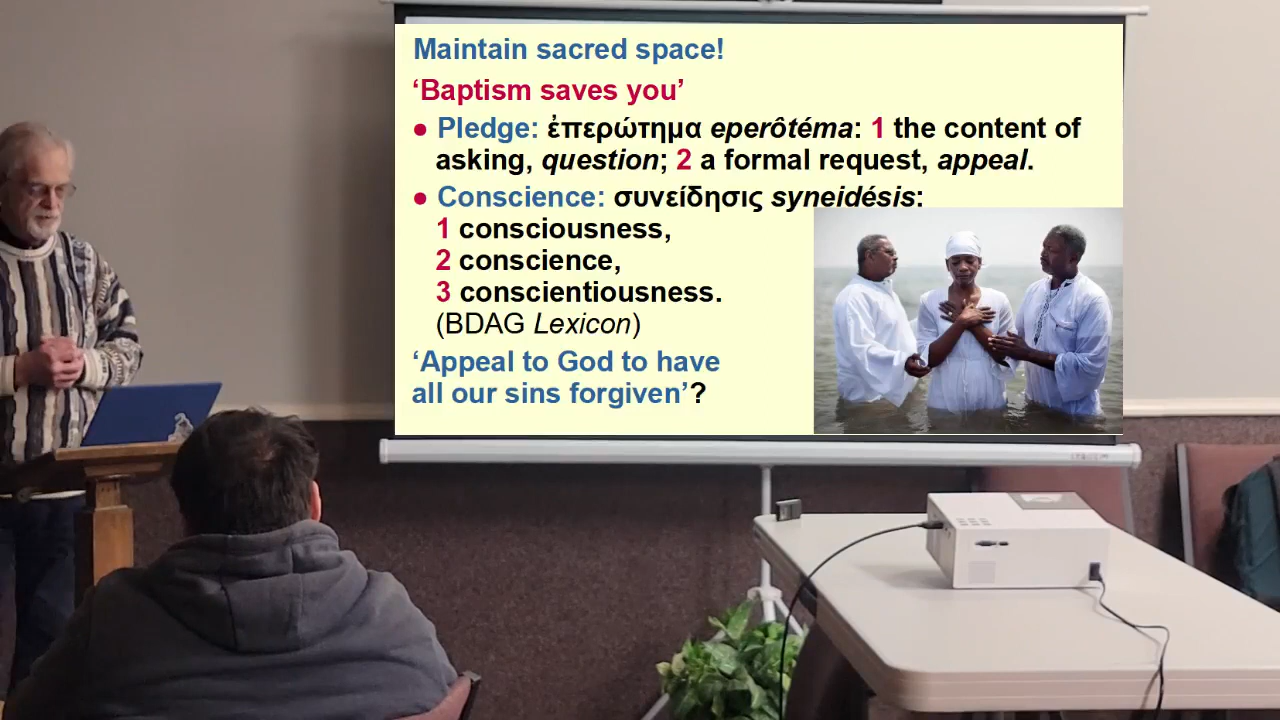 Maintain sacred space!
‘Baptism saves you’
● Pledge: ἐπερώτημα eperôtéma: 1 the content of
asking, question; 2 a formal request, appeal.
● Conscience: συνείδησις syneidésis:
1 consciousness,
2 conscience,
3 conscientiousness.
(BDAG Lexicon)
‘Appeal to God to have
all our sins forgiven’?